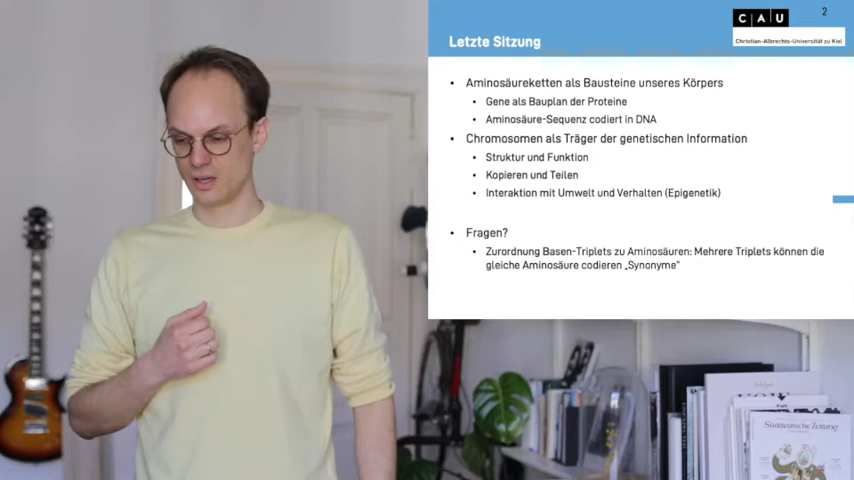 2
C A U
Christian-Albrechts-Universität zu Kiel
Letzte Sitzung
• Aminosäureketten als Bausteine unseres Körpers
• Gene als Bauplan der Proteine
• Aminosäure-Sequenz codiert in DNA
• Chromosomen als Träger der genetischen Information
• Struktur und Funktion
• Kopieren und Teilen
• Interaktion mit Umwelt und Verhalten (Epigenetik)
• Fragen?
• Zurordnung Basen-Triplets zu Aminosäuren: Mehrere Triplets können die
gleiche Aminosäure codieren „Synonyme“
Süddeutsche Zeitung